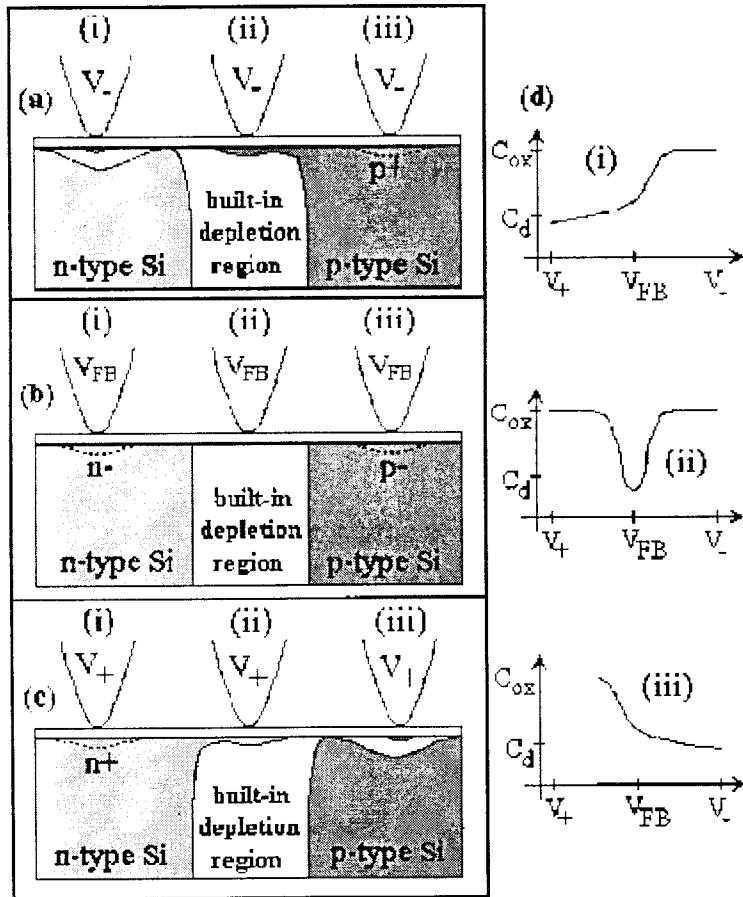 (i) (ii) (iii)
(a) V- V- V- (d)
p+
built-in
depletion
region
n-type Si p-type Si
Cox (i)
Cd
V+ VFB V-
(i) (ii) (iii)
(b) VFB VFB VFB
n- p-
built-in
depletion
region
n-type Si p-type Si
Cox (ii)
Cd
V+ VFB V-
(i) (ii) (iii)
(c) V+ V+ V|
n+
built-in
depletion
region
n-type Si p-type Si
Cox (iii)
Cd
V+ VFB V-